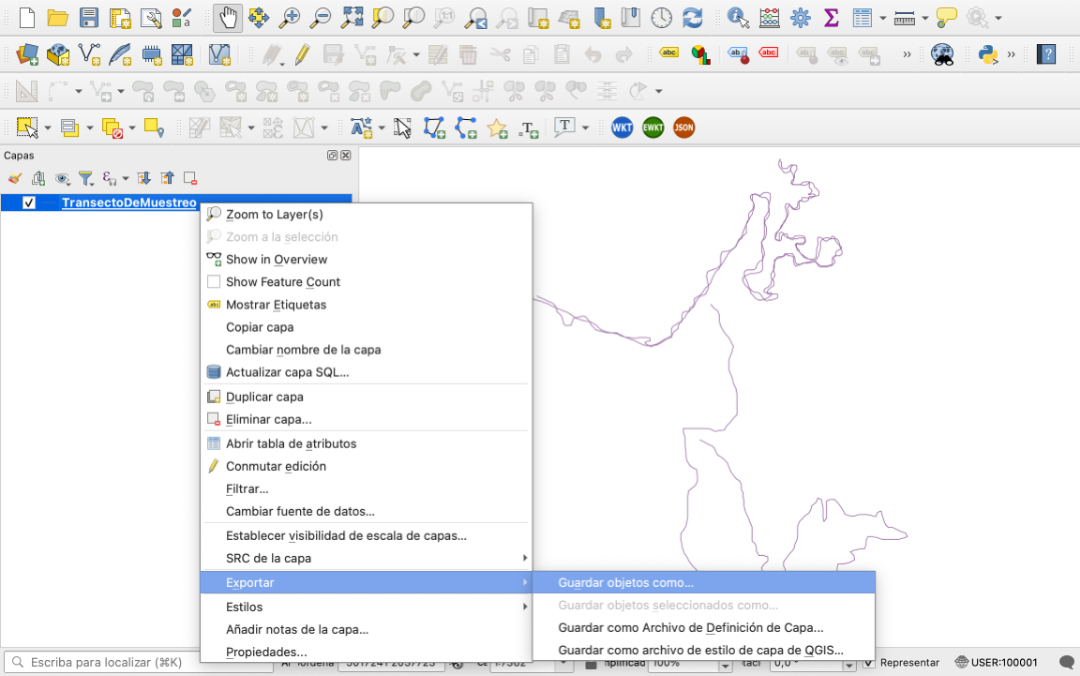 abc
ab
abc
ab
abc
abc
»
»
?
T
T
WKT
EWKT
JSON
Capas
TransectoDeMuestreo
Zoom to Layer(s)
Zoom a la selección
Show in Overview
Show Feature Count
abc Mostrar Etiquetas
Copiar capa
Cambiar nombre de la capa
Actualizar capa SQL...
Duplicar capa
Eliminar capa...
Abrir tabla de atributos
Conmutar edición
Filtrar...
Cambiar fuente de datos...
Establecer visibilidad de escala de capas...
SRC de la capa
Exportar
Guardar objetos como...
Estilos
Guardar objetos seleccionados como...
Añadir notas de la capa...
Guardar como Archivo de Definición de Capa...
Propiedades...
Guardar como archivo de estilo de capa de QGIS...
Escriba para localizar (⌘K)
100%
0,0 °
Representar
USER:100001